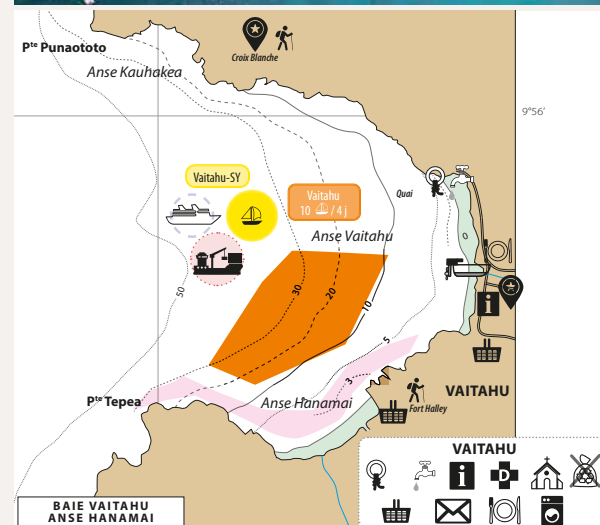 Croix Blanche
Pte Punaototo
Anse Kauhakea
9°56'
Vaitahu-SY
Vaitahu
10 / 4 j
Quai
Anse Vaitahu
0
50
30
20
10
5
3
Pte Tepea
Anse Hanamai
Fort Halley
i
VAITAHU
BAIE VAITAHU
ANSE HANAMAI
VAITAHU
i
D